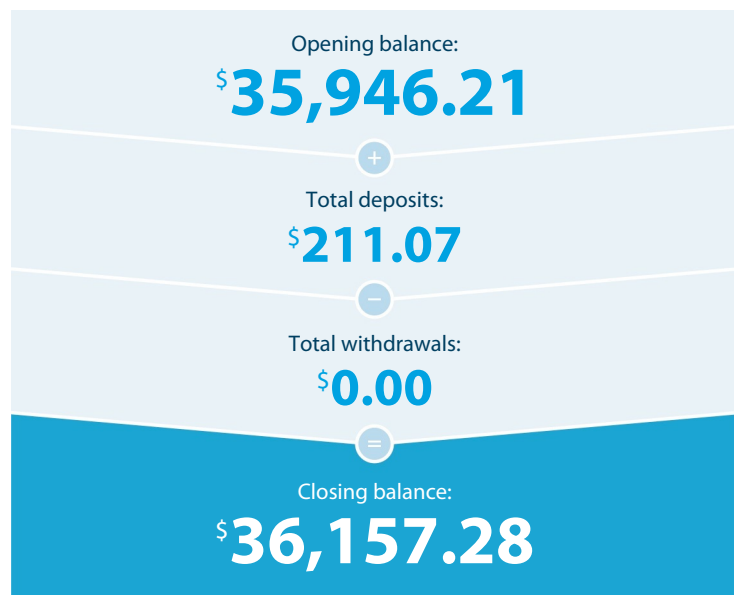 Opening balance:
$35,946.21
+
Total deposits:
$211.07
−
Total withdrawals:
$0.00
=
Closing balance:
$36,157.28